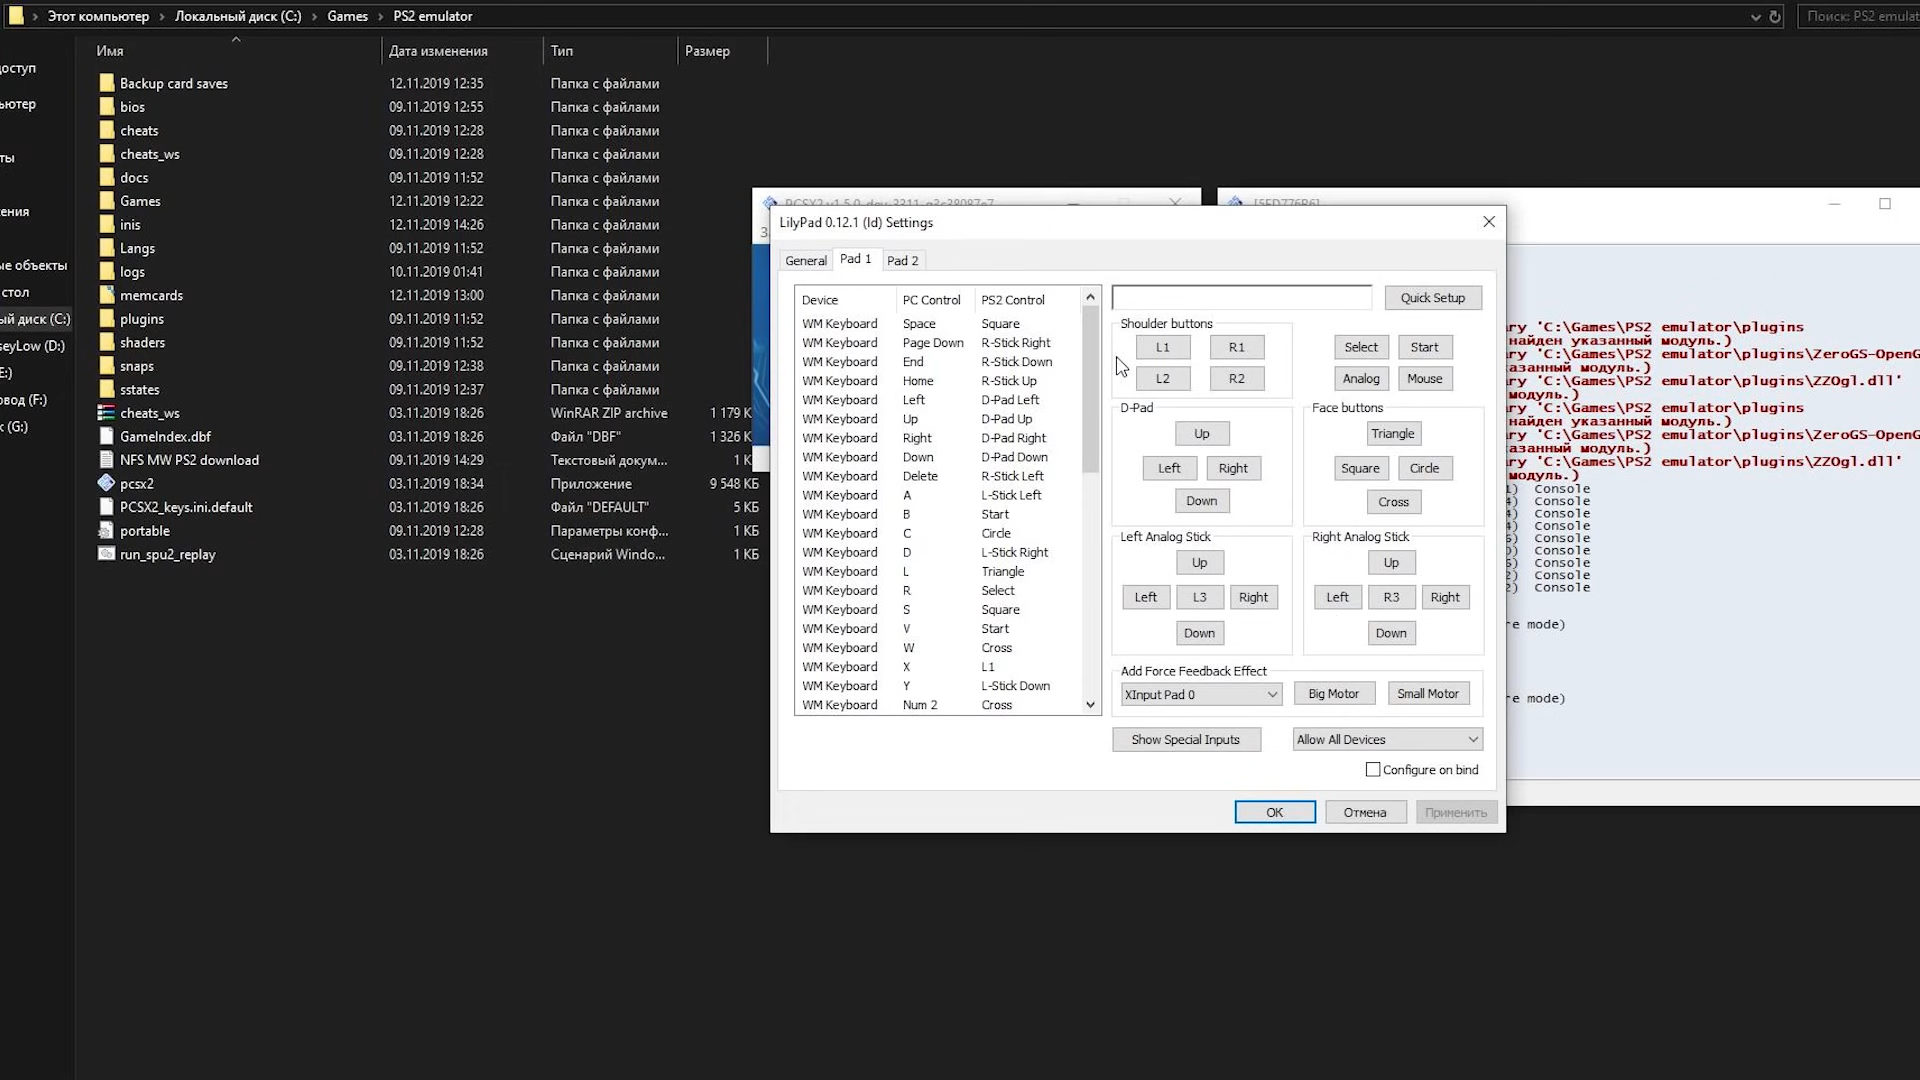 Этот компьютер > Локальный диск (C:) > Games > PS2 emulator
Поиск: PS2 emulat
Имя Дата изменения Тип Размер
доступ
ьютер
ты
ения
ые объекты
стол
ый диск (C:)
seyLow (D:)
E:)
овод (F:)
к (G:)
Backup card saves 12.11.2019 12:35 Папка с файлами
bios 09.11.2019 12:55 Папка с файлами
cheats 09.11.2019 12:28 Папка с файлами
cheats_ws 09.11.2019 12:28 Папка с файлами
docs 09.11.2019 11:52 Папка с файлами
Games 09.11.2019 12:22 Папка с файлами
inis 12.11.2019 14:26 Папка с файлами
Langs 09.11.2019 11:52 Папка с файлами
logs 10.11.2019 01:41 Папка с файлами
memcards 12.11.2019 13:00 Папка с файлами
plugins 09.11.2019 11:52 Папка с файлами
shaders 09.11.2019 11:52 Папка с файлами
snaps 09.11.2019 12:38 Папка с файлами
sstates 09.11.2019 12:37 Папка с файлами
cheats_ws 03.11.2019 18:26 WinRAR ZIP archive 1 179 К
GameIndex.dbf 03.11.2019 18:26 Файл "DBF" 1 326 К
NFS MW PS2 download 09.11.2019 14:29 Текстовый докум... 1 К
pcsx2 03.11.2019 18:34 Приложение 9 548 КБ
PCSX2_keys.ini.default 03.11.2019 18:26 Файл "DEFAULT" 5 КБ
portable 09.11.2019 12:28 Параметры конф... 1 КБ
run_spu2_replay 03.11.2019 18:26 Сценарий Windo... 1 КБ
LilyPad 0.12.1 (ld) Settings
General Pad 1 Pad 2
Device PC Control PS2 Control
WM Keyboard Space Square
WM Keyboard Page Down R-Stick Right
WM Keyboard End R-Stick Down
WM Keyboard Home R-Stick Up
WM Keyboard Left D-Pad Left
WM Keyboard Up D-Pad Up
WM Keyboard Right D-Pad Right
WM Keyboard Down D-Pad Down
WM Keyboard Delete R-Stick Left
WM Keyboard A L-Stick Left
WM Keyboard B Start
WM Keyboard C Circle
WM Keyboard D L-Stick Right
WM Keyboard L Triangle
WM Keyboard R Select
WM Keyboard S Square
WM Keyboard V Start
WM Keyboard W Cross
WM Keyboard X L1
WM Keyboard Y L-Stick Down
WM Keyboard Num 2 Cross
Quick Setup
Shoulder buttons
L1 R1 Select Start
L2 R2 Analog Mouse
D-Pad Face buttons
Up Triangle
Left Right Square Circle
Down Cross
Left Analog Stick Right Analog Stick
Up Up
Left L3 Right Left R3 Right
Down Down
Add Force Feedback Effect
XInput Pad 0 Big Motor Small Motor
Show Special Inputs Allow All Devices
Configure on bind
OK Отмена Применить
ary 'C:\Games\PS2 emulator\plugins
найден указанный модуль.)
ary 'C:\Games\PS2 emulator\plugins\ZeroGS-OpenG
казанный модуль.)
ary 'C:\Games\PS2 emulator\plugins\ZZOgl.dll'
модуль.)
ary 'C:\Games\PS2 emulator\plugins
найден указанный модуль.)
ary 'C:\Games\PS2 emulator\plugins\ZeroGS-OpenG
казанный модуль.)
ary 'C:\Games\PS2 emulator\plugins\ZZOgl.dll'
модуль.)
Console
Console
Console
Console
Console
Console
Console
Console
Console
re mode)
re mode)